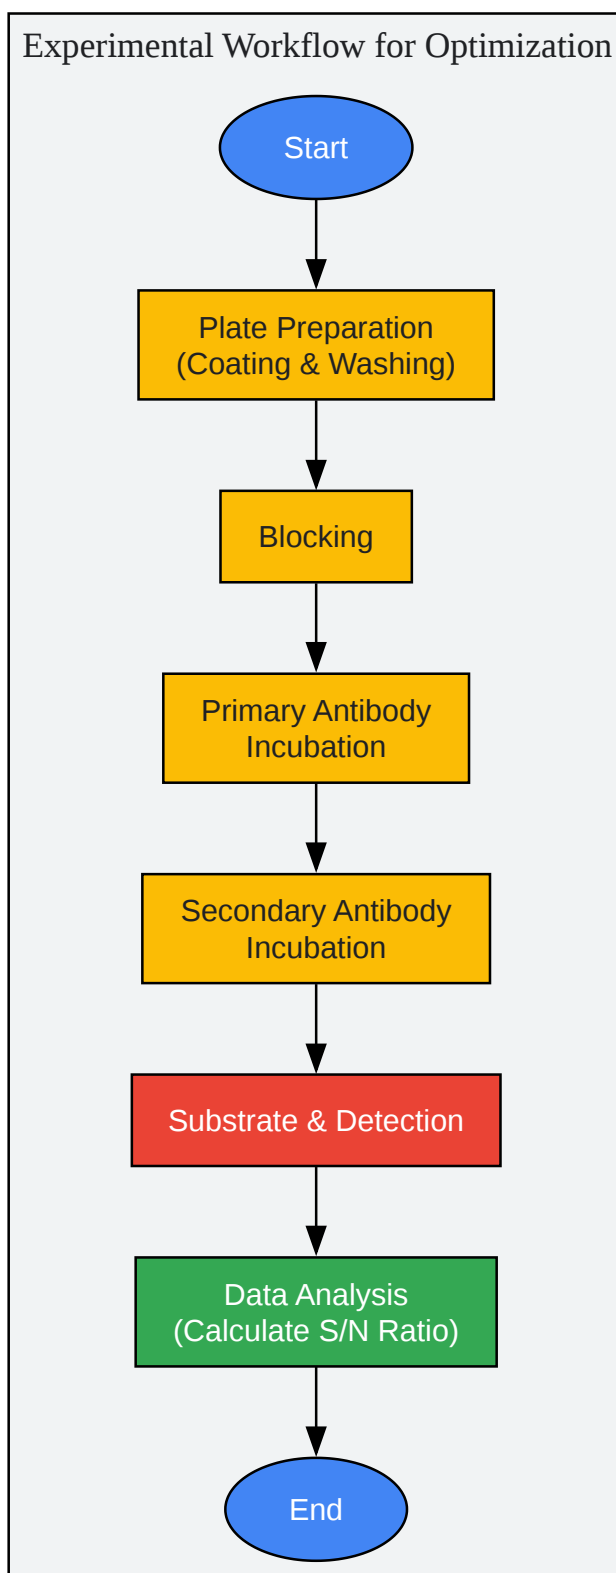 Experimental Workflow for Optimization
Start
Plate Preparation
(Coating & Washing)
Blocking
Primary Antibody
Incubation
Secondary Antibody
Incubation
Substrate & Detection
Data Analysis
(Calculate S/N Ratio)
End